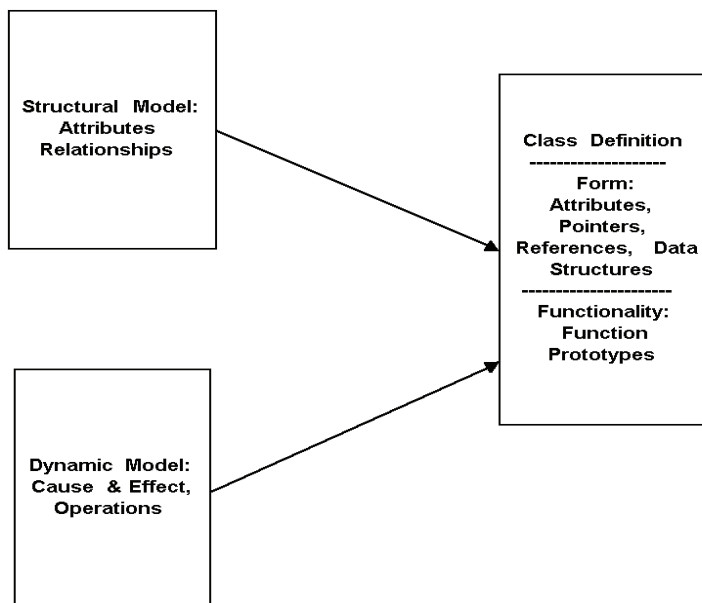 Structural Model:
Attributes
Relationships
Class Definition
--------------------
Form:
Attributes,
Pointers,
References, Data
Structures
----------------------
Functionality:
Function
Prototypes
Dynamic Model:
Cause & Effect,
Operations